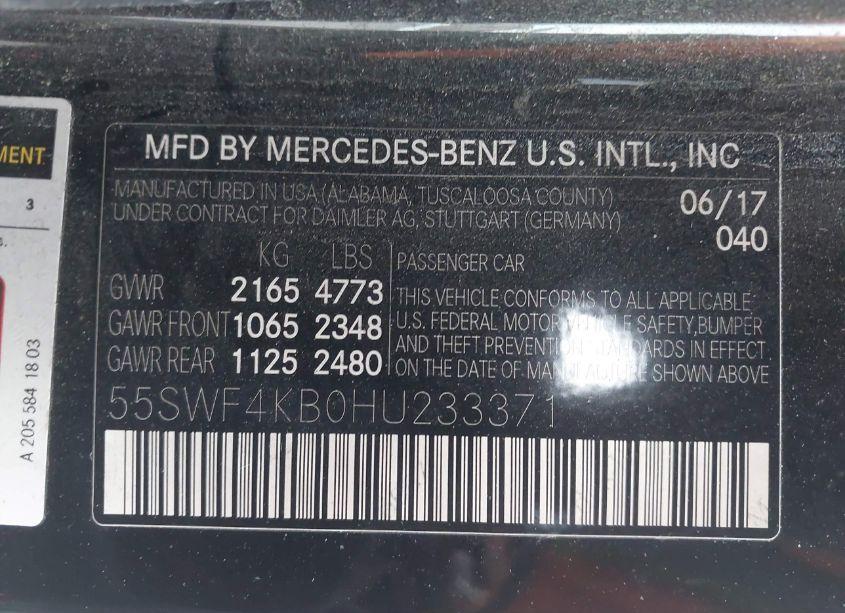 MENT
3
s.
A 205 584 18 03
MFD BY MERCEDES-BENZ U.S. INTL., INC
MANUFACTURED IN USA (ALABAMA, TUSCALOOSA COUNTY)
UNDER CONTRACT FOR DAIMLER AG, STUTTGART (GERMANY)
06/17
040
KG LBS
GVWR 2165 4773
GAWR FRONT 1065 2348
GAWR REAR 1125 2480
PASSENGER CAR
THIS VEHICLE CONFORMS TO ALL APPLICABLE
U.S. FEDERAL MOTOR VEHICLE SAFETY, BUMPER
AND THEFT PREVENTION STANDARDS IN EFFECT
ON THE DATE OF MANUFACTURE SHOWN ABOVE
55SWF4KB0HU233371